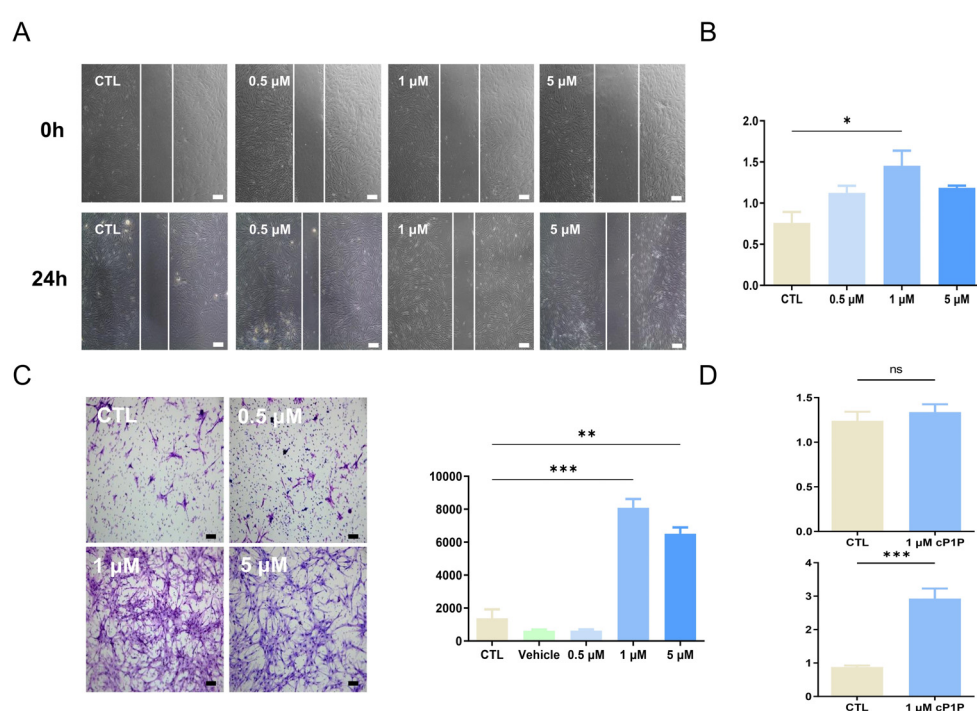 A
CTL
0.5 µM
1 µM
5 µM
0h
CTL
0.5 µM
1 µM
5 µM
24h
B
*
2.0
1.5
1.0
0.5
0.0
CTL
0.5 µM
1 µM
5 µM
C
CTL
0.5 µM
1 µM
5 µM
**
***
10000
8000
6000
4000
2000
0
CTL
Vehicle
0.5 µM
1 µM
5 µM
D
ns
1.5
1.0
0.5
0.0
CTL
1 µM cP1P
***
4
3
2
1
0
CTL
1 µM cP1P